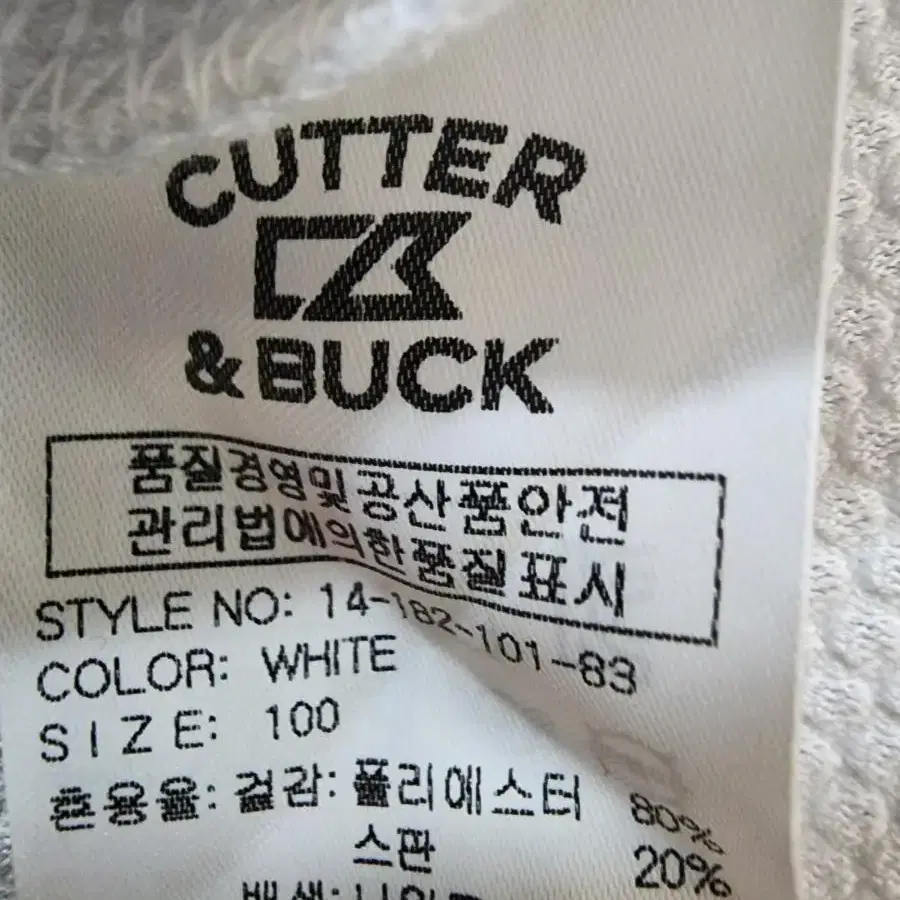 CUTTER
& BUCK
품질경영및공산품안전
관리법에의한품질표시
STYLE NO: 14-182-101-83
COLOR: WHITE
SIZE: 100
혼용율: 겉감: 폴리에스터 80%
스판 20%